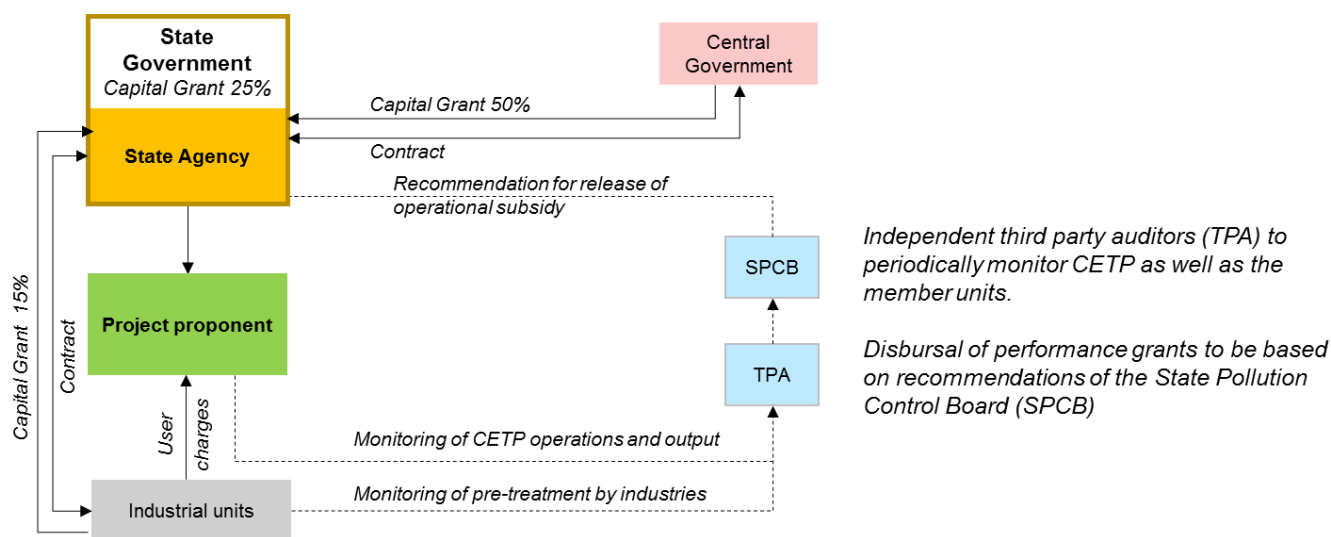 State
Government
Capital Grant 25%
Central
Government
Capital Grant 50%
State Agency
Contract
Recommendation for release of
operational subsidy
SPCB
Independent third party auditors (TPA) to
periodically monitor CETP as well as the
member units.
Project proponent
Capital Grant 15%
Contract
TPA
Disbursal of performance grants to be based
on recommendations of the State Pollution
Control Board (SPCB)
User
charges
Monitoring of CETP operations and output
Monitoring of pre-treatment by industries
Industrial units